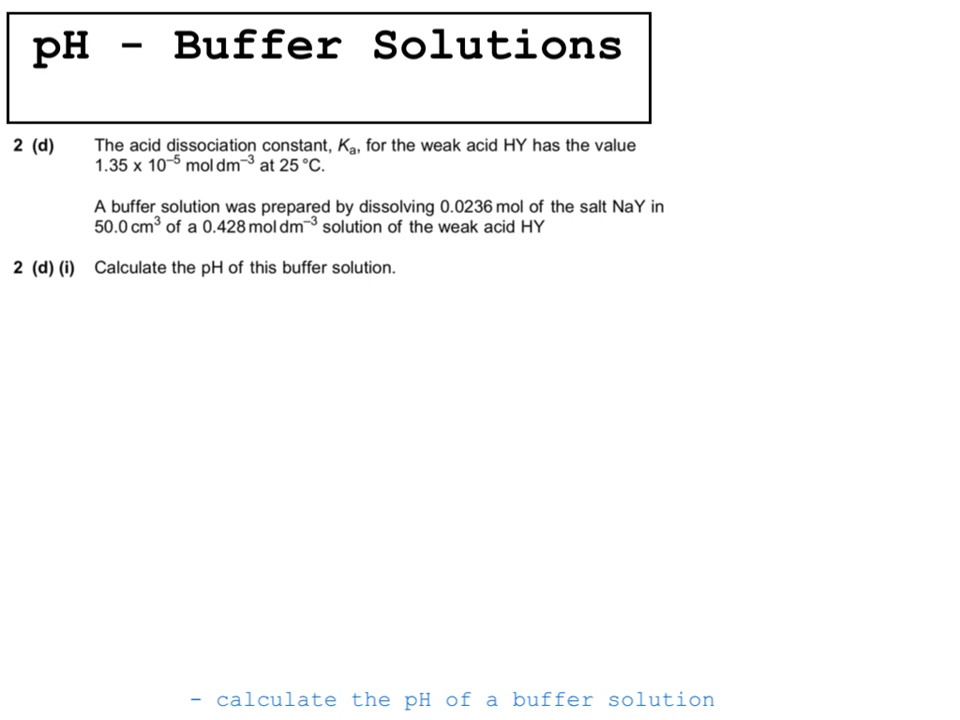 pH - Buffer Solutions
2 (d) The acid dissociation constant, Kₐ, for the weak acid HY has the value
1.35 x 10⁻⁵ mol dm⁻³ at 25 °C.
A buffer solution was prepared by dissolving 0.0236 mol of the salt NaY in
50.0 cm³ of a 0.428 mol dm⁻³ solution of the weak acid HY
2 (d) (i) Calculate the pH of this buffer solution.
- calculate the pH of a buffer solution